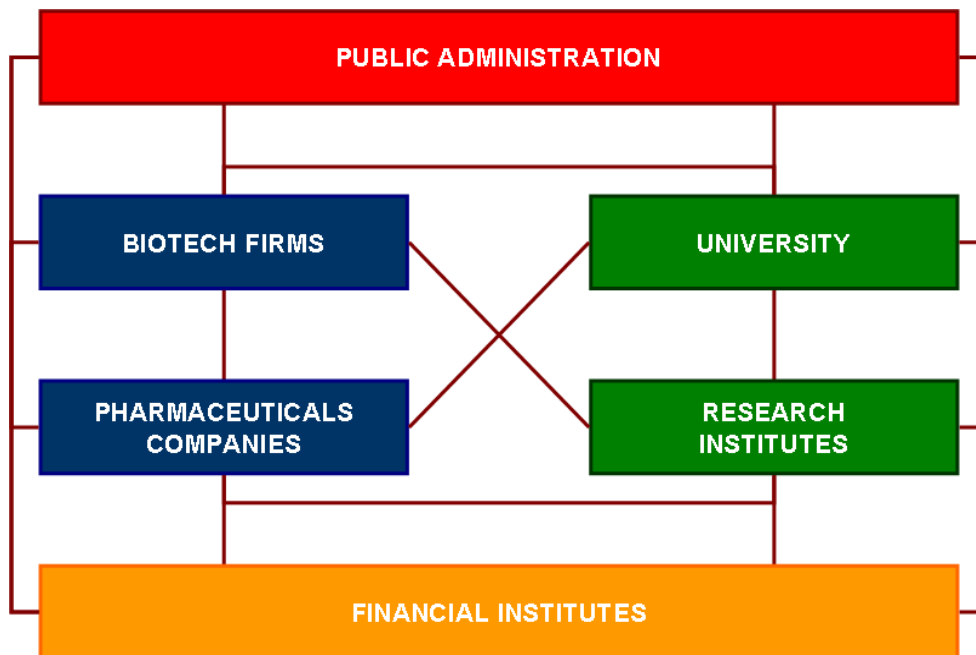 PUBLIC ADMINISTRATION
BIOTECH FIRMS
UNIVERSITY
PHARMACEUTICALS
COMPANIES
RESEARCH
INSTITUTES
FINANCIAL INSTITUTES